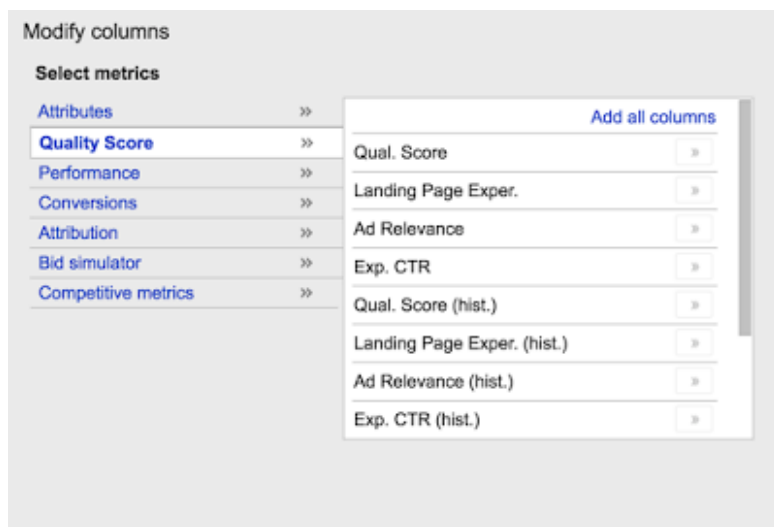 Modify columns
Select metrics
Attributes »
Quality Score »
Performance »
Conversions »
Attribution »
Bid simulator »
Competitive metrics »
Add all columns
Qual. Score »
Landing Page Exper. »
Ad Relevance »
Exp. CTR »
Qual. Score (hist.) »
Landing Page Exper. (hist.) »
Ad Relevance (hist.) »
Exp. CTR (hist.) »